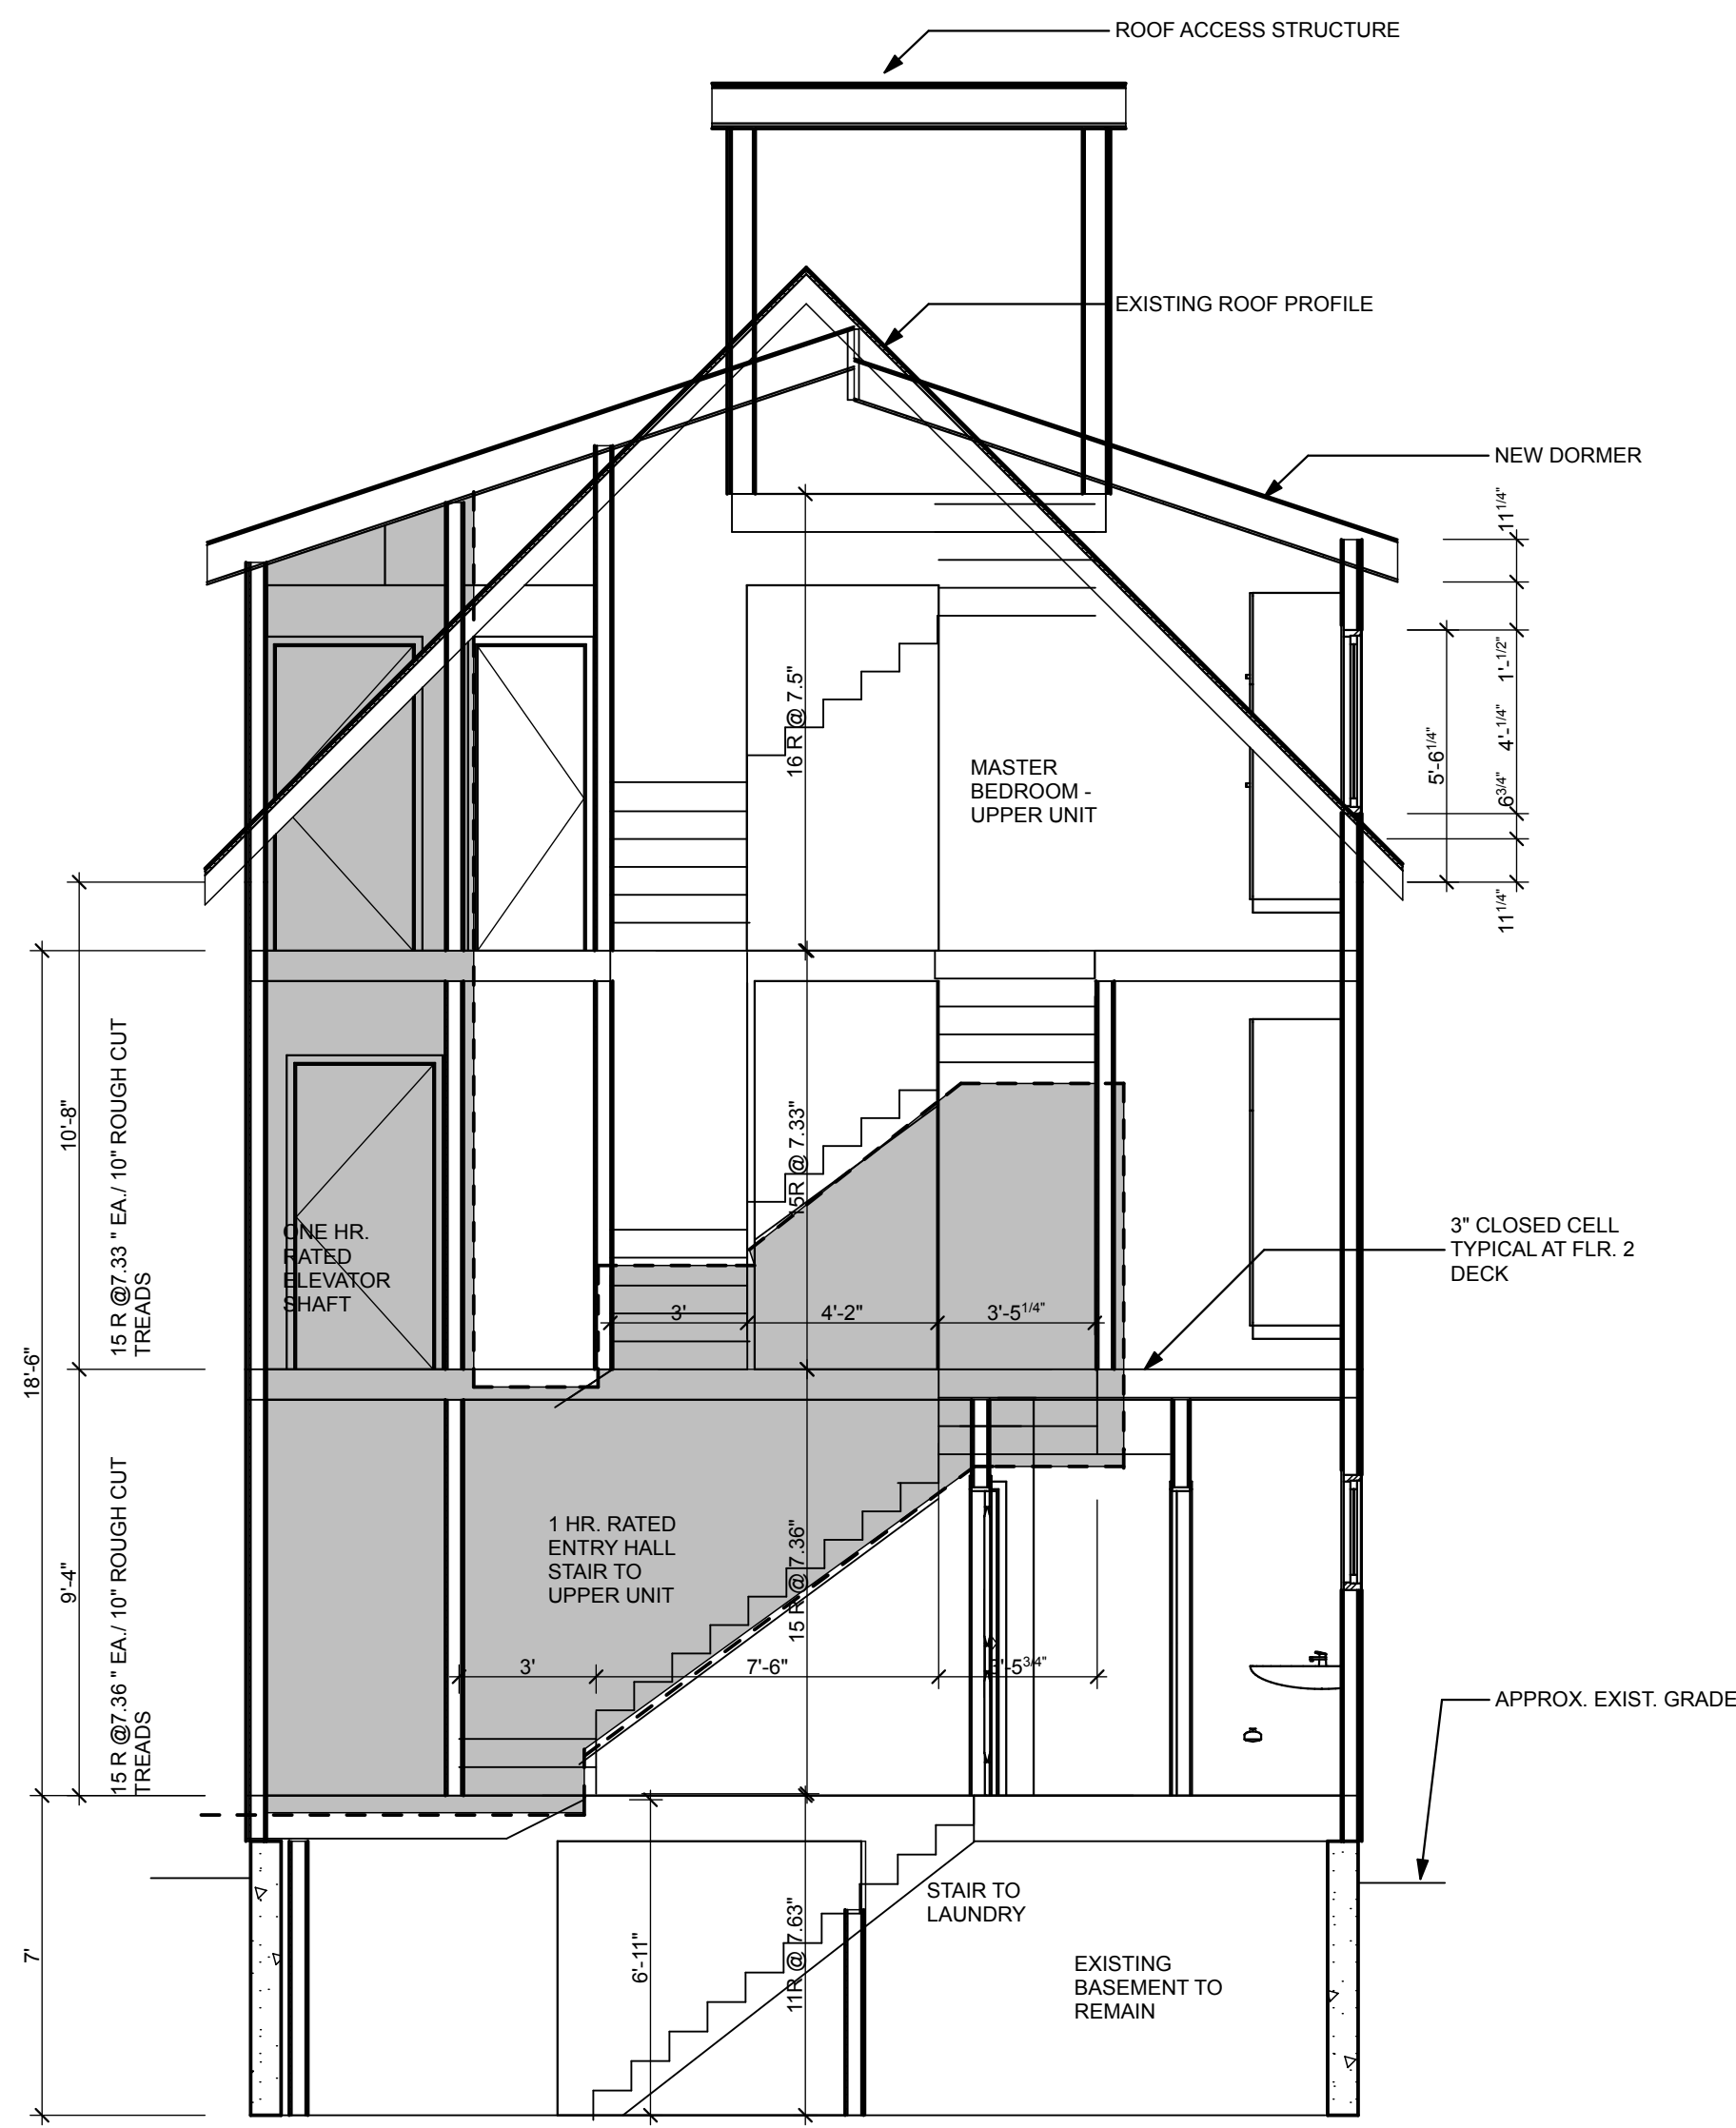 ROOF ACCESS STRUCTURE
EXISTING ROOF PROFILE
NEW DORMER
11 1/4"
1'-1/2"
4'-1/4"
6 3/4"
11 1/4"
5'-6 1/4"
16 R @ 7.5"
MASTER
BEDROOM -
UPPER UNIT
10'-8"
18'-6"
15 R @7.33 " EA./ 10" ROUGH CUT
TREADS
15R @ 7.33"
ONE HR.
RATED
ELEVATOR
SHAFT
3'
4'-2"
3'-5 1/4"
3" CLOSED CELL
TYPICAL AT FLR. 2
DECK
9'-4"
15 R @7.36 " EA./ 10" ROUGH CUT
TREADS
1 HR. RATED
ENTRY HALL
STAIR TO
UPPER UNIT
15 R @ 7.36"
3'
7'-6"
'-5 3/4"
APPROX. EXIST. GRADE
7'
6'-11"
11R @ 7.63"
STAIR TO
LAUNDRY
EXISTING
BASEMENT TO
REMAIN